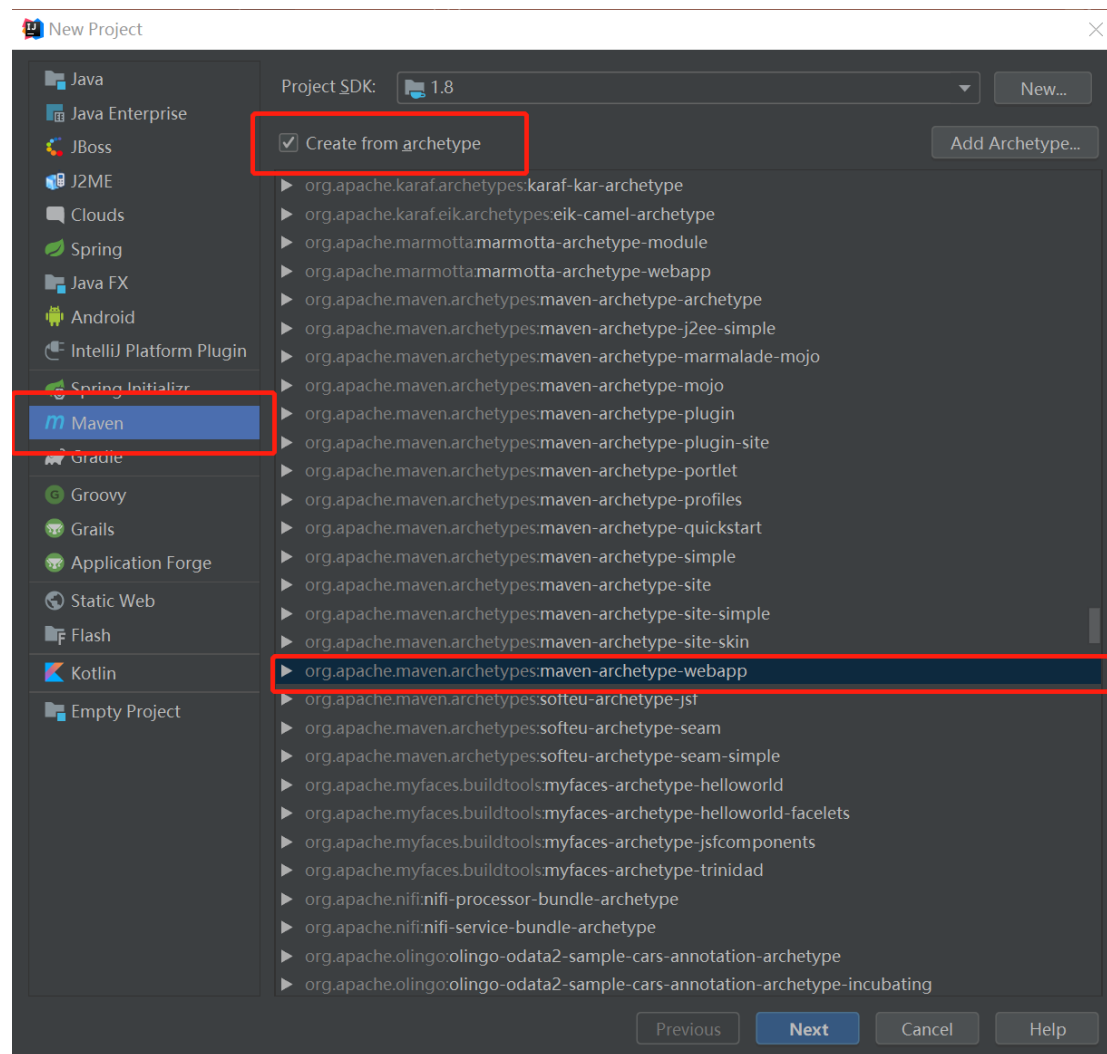 New Project
Java
Java Enterprise
JBoss
J2ME
Clouds
Spring
Java FX
Android
IntelliJ Platform Plugin
Spring Initializr
Maven
Gradle
Groovy
Grails
Application Forge
Static Web
Flash
Kotlin
Empty Project
Project SDK: 1.8 New...
Create from archetype Add Archetype...
org.apache.karaf.archetypes:karaf-kar-archetype
org.apache.karaf.eik.archetypes:eik-camel-archetype
org.apache.marmotta:marmotta-archetype-module
org.apache.marmotta:marmotta-archetype-webapp
org.apache.maven.archetypes:maven-archetype-archetype
org.apache.maven.archetypes:maven-archetype-j2ee-simple
org.apache.maven.archetypes:maven-archetype-marmalade-mojo
org.apache.maven.archetypes:maven-archetype-mojo
org.apache.maven.archetypes:maven-archetype-plugin
org.apache.maven.archetypes:maven-archetype-plugin-site
org.apache.maven.archetypes:maven-archetype-portlet
org.apache.maven.archetypes:maven-archetype-profiles
org.apache.maven.archetypes:maven-archetype-quickstart
org.apache.maven.archetypes:maven-archetype-simple
org.apache.maven.archetypes:maven-archetype-site
org.apache.maven.archetypes:maven-archetype-site-simple
org.apache.maven.archetypes:maven-archetype-site-skin
org.apache.maven.archetypes:maven-archetype-webapp
org.apache.maven.archetypes:softeu-archetype-jsf
org.apache.maven.archetypes:softeu-archetype-seam
org.apache.maven.archetypes:softeu-archetype-seam-simple
org.apache.myfaces.buildtools:myfaces-archetype-helloworld
org.apache.myfaces.buildtools:myfaces-archetype-helloworld-facelets
org.apache.myfaces.buildtools:myfaces-archetype-jsfcomponents
org.apache.myfaces.buildtools:myfaces-archetype-trinidad
org.apache.nifi:nifi-processor-bundle-archetype
org.apache.nifi:nifi-service-bundle-archetype
org.apache.olingo:olingo-odata2-sample-cars-annotation-archetype
org.apache.olingo:olingo-odata2-sample-cars-annotation-archetype-incubating
Previous Next Cancel Help